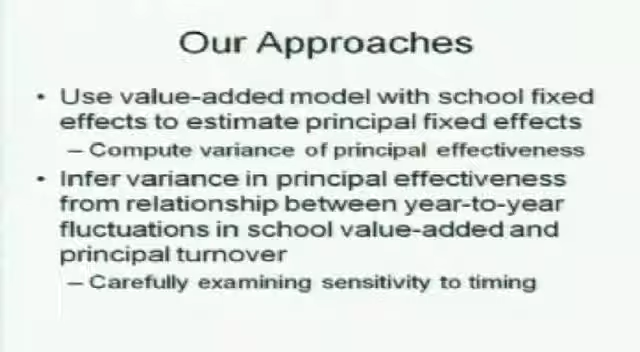 Our Approaches
• Use value-added model with school fixed
effects to estimate principal fixed effects
– Compute variance of principal effectiveness
• Infer variance in principal effectiveness
from relationship between year-to-year
fluctuations in school value-added and
principal turnover
– Carefully examining sensitivity to timing